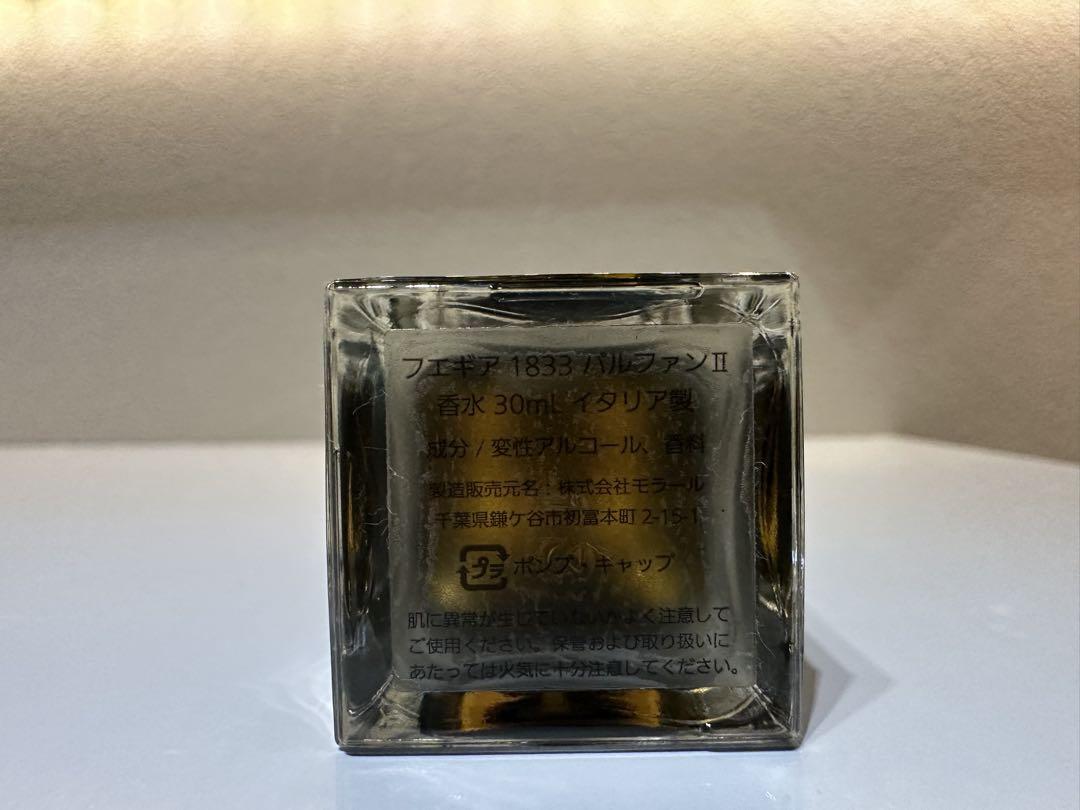 フエギア 1833 パルファンⅡ
香水 30mL イタリア製
成分 / 変性アルコール、香料
製造販売元名：株式会社モラール
千葉県鎌ケ谷市初富本町 2-15-1
プラ ポンプ・キャップ
肌に異常が生じていないかよく注意して
ご使用ください。保管および取り扱いに
あたっては火気に十分注意してください。